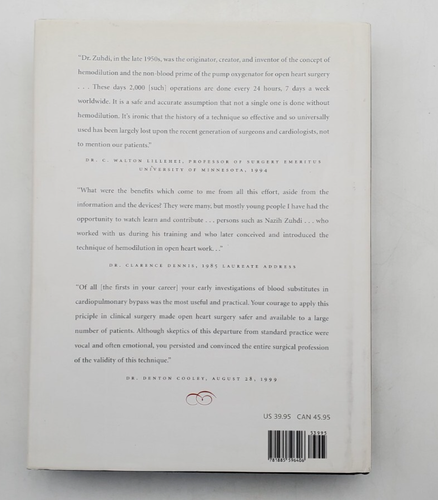 "Dr. Zuhdi, in the late 1950s, was the originator, creator, and inventor of the concept of
hemodilution and the non-blood prime of the pump oxygenator for open heart surgery
. . . These days 2,000 [such] operations are done every 24 hours, 7 days a week
worldwide. It is a safe and accurate assumption that not a single one is done without
hemodilution. It's ironic that the history of a technique so effective and so universally
used has been largely lost upon the recent generation of surgeons and cardiologists, not
to mention our patients."
DR. C. WALTON LILLEHEI, PROFESSOR OF SURGERY EMERITUS
UNIVERSITY OF MINNESOTA, 1994
"What were the benefits which come to me from all this effort, aside from the
information and the devices? They were many, but mostly young people I have had the
opportunity to watch learn and contribute . . . persons such as Nazih Zuhdi . . . who
worked with us during his training and who later conceived and introduced the
technique of hemodilution in open heart work. . ."
DR. CLARENCE DENNIS, 1985 LAUREATE ADDRESS
"Of all [the firsts in your career] your early investigations of blood substitutes in
cardiopulmonary bypass was the most useful and practical. Your courage to apply this
priciple in clinical surgery made open heart surgery safer and available to a large
number of patients. Although skeptics of this departure from standard practice were
vocal and often emotional, you persisted and convinced the entire surgical profession
of the validity of this technique."
DR. DENTON COOLEY, AUGUST 28, 1999
US 39.95 CAN 45.95
53995